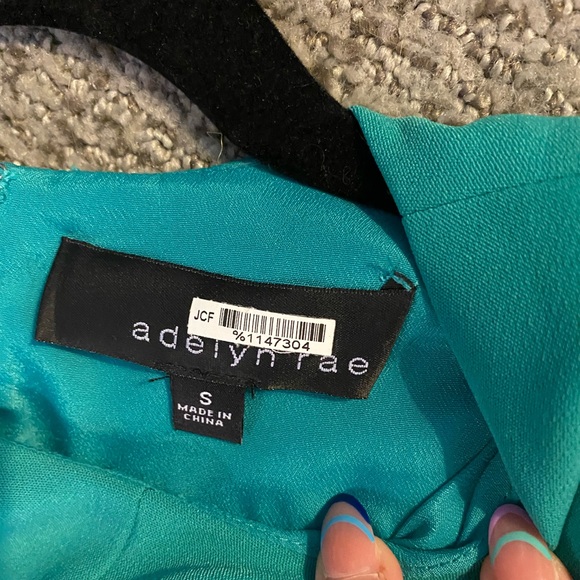 JCF
%1147304
adelyn rae
S
MADE IN
CHINA